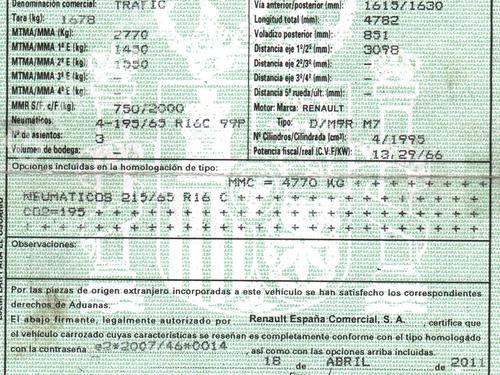 Denominación comercial: TRAFIC Vía anterior/posterior (mm): 1615/1630
Tara (kg): 1678 Longitud total (mm): 4782
MTMA/MMA (Kg): 2770 Voladizo posterior (mm): 851
MTMA/MMA 1º E (kg): 1450 Distancia eje 1º/2º (mm): 3098
MTMA/MMA 2º E (kg): 1550 Distancia eje 2º/3º (mm): –
MTMA/MMA 3º E (kg): – Distancia eje 3º/4º (mm): –
MTMA/MMA 4º E (kg): – Distancia 5ª rueda/últ. (mm): –
MMR S/F. c/F (kg): 750/2000 Motor: Marca: RENAULT
Neumáticos: 4-195/65 R16C 99P Tipo: D/M9R M7
Nº de asientos: 3 Nº Cilindros/Cilindrada (cm³): 4/1995
Volumen de bodega: – Potencia fiscal/real (C.V.F/KW): 13,29/66
Opciones incluidas en la homologación de tipo:
MMC = 4770 KG + + + + + + +
NEUMATICOS 215/65 R16 C + + + + + + + + + + + +
CO2=195 + + + + + + + + + + + + + + + + + +
+ + + + + + + + + + + + + + + + + + + + +
Observaciones:
Por las piezas de origen extranjero incorporadas a este vehículo se han satisfecho los correspondientes
derechos de Aduanas.
El abajo firmante, legalmente autorizado por Renault España Comercial, S. A. , certifica que
el vehículo carrozado cuyas características se reseñan es completamente conforme con el tipo homologado
con la contraseña e2*2007/46*0014 , así como con las opciones arriba incluidas.
18 de ABRIL de 2011